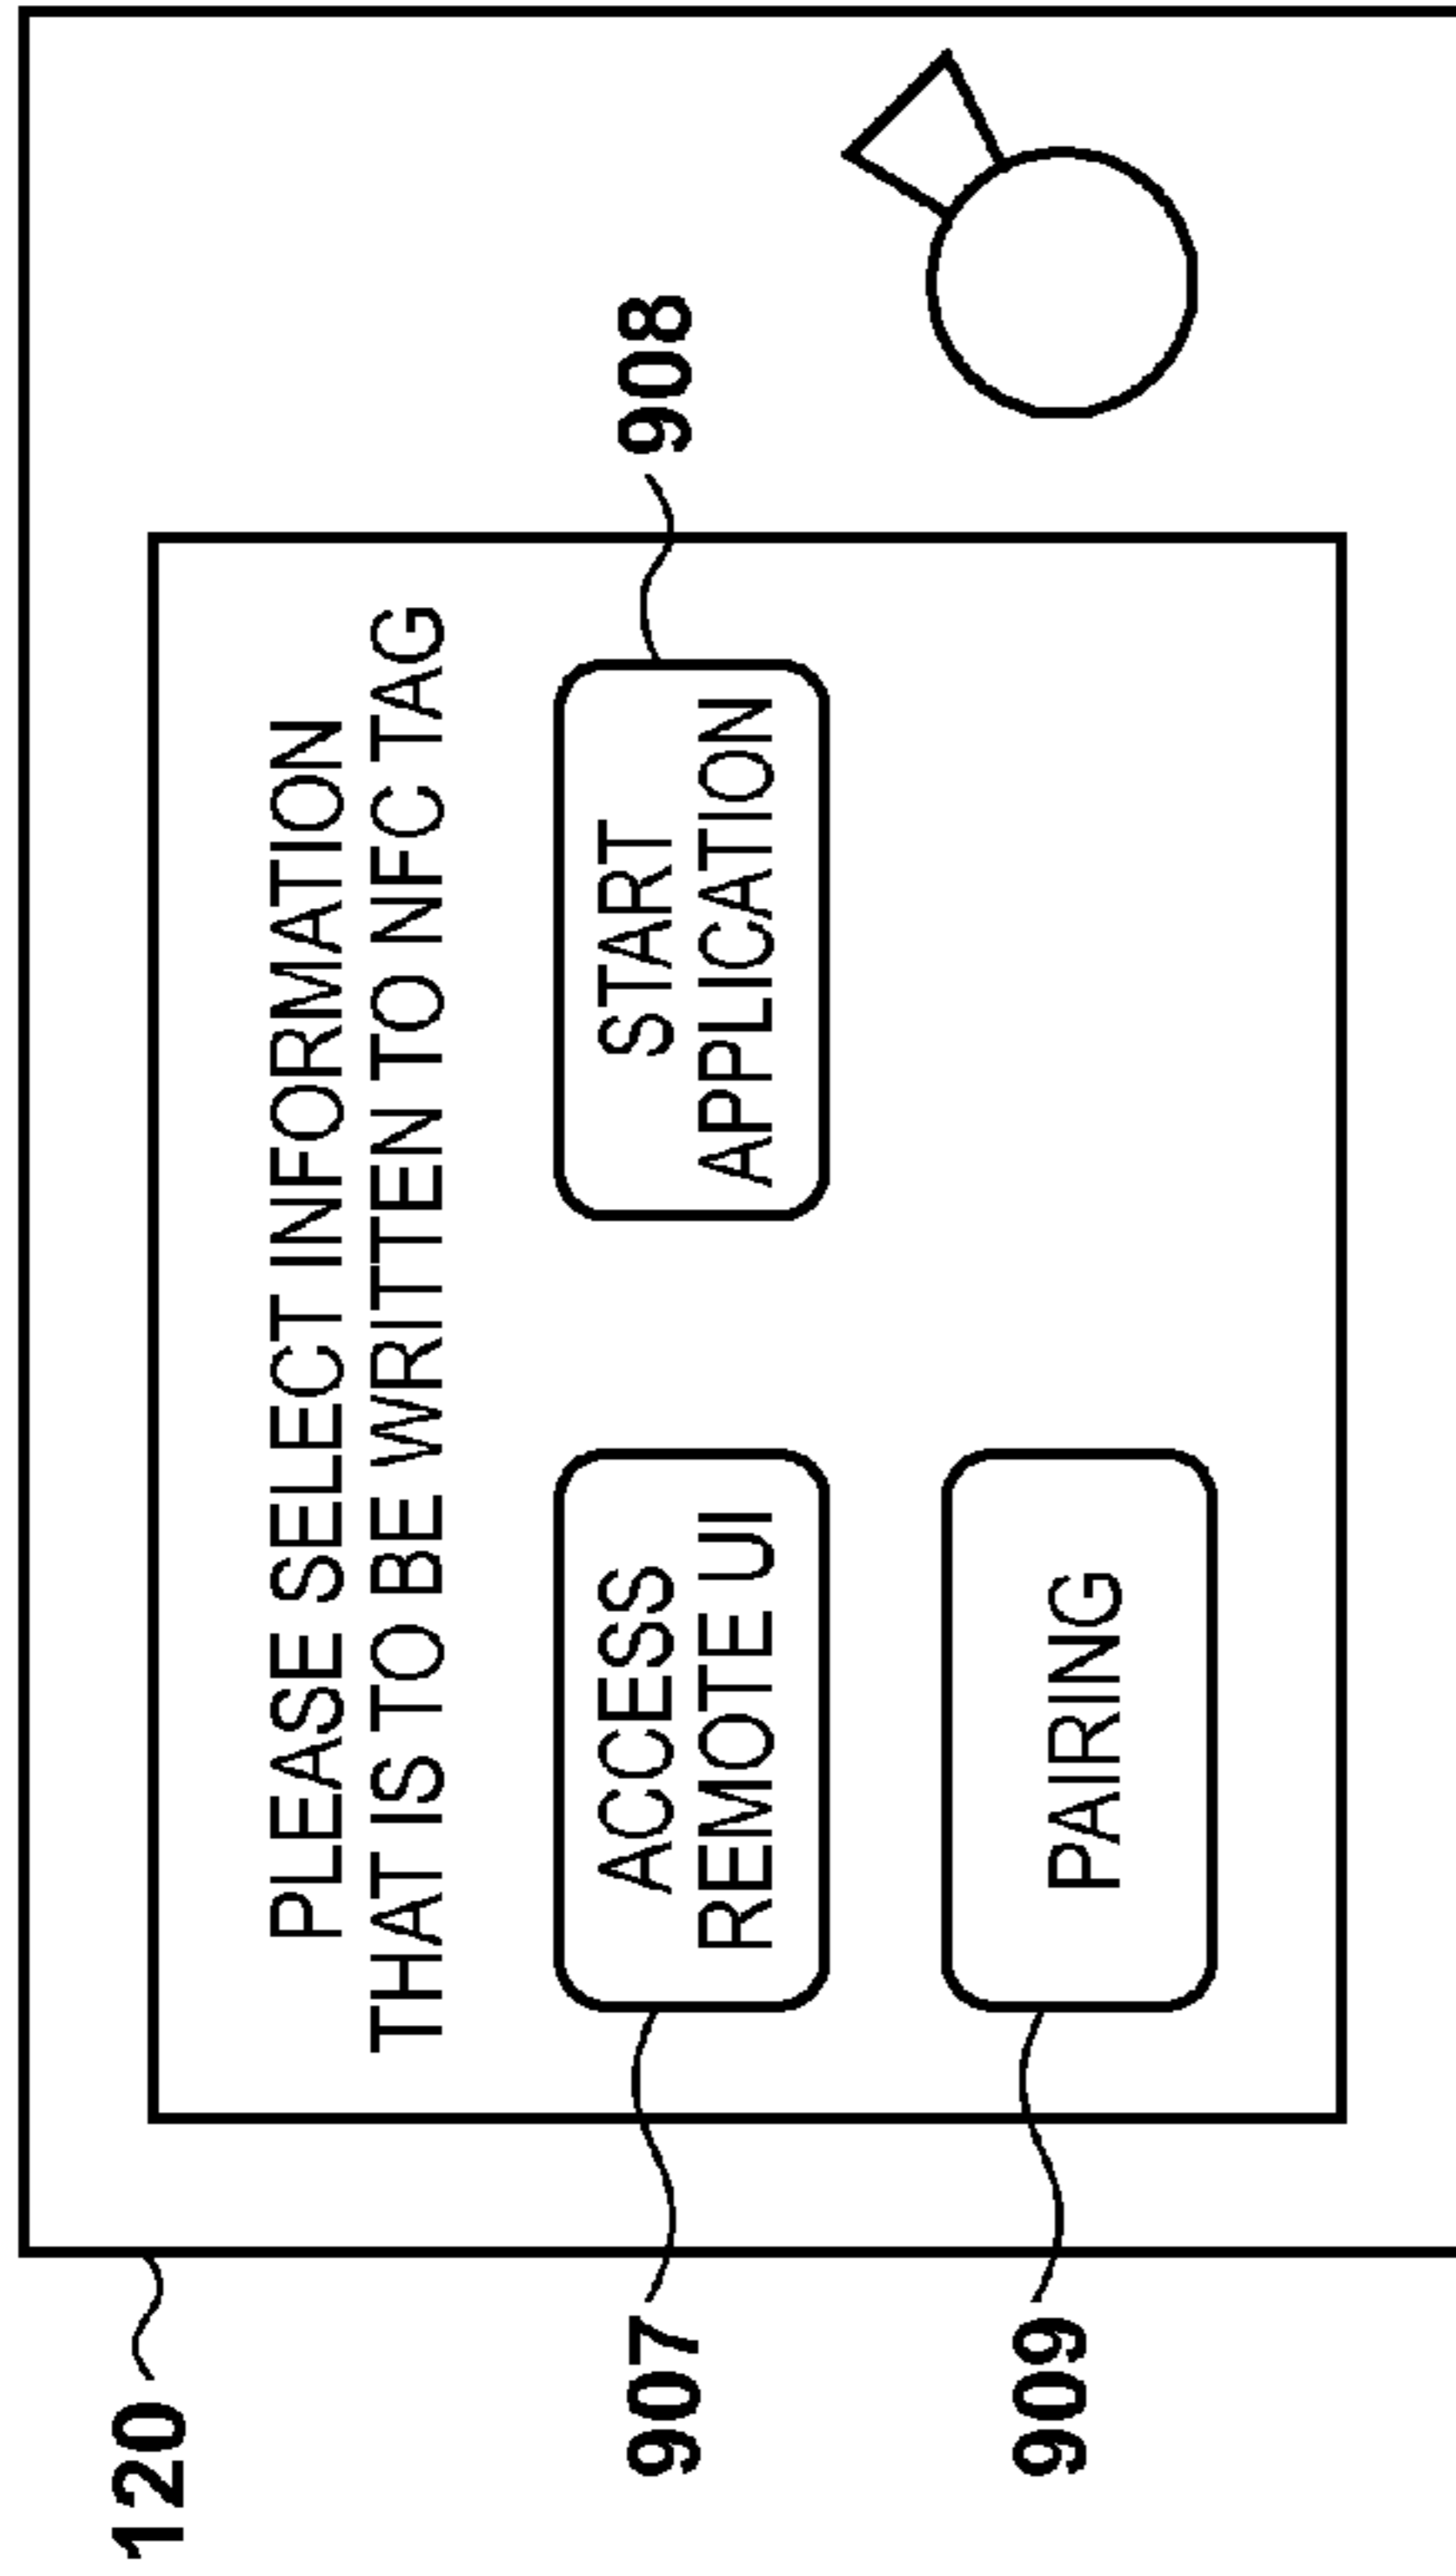 120
PLEASE SELECT INFORMATION
THAT IS TO BE WRITTEN TO NFC TAG
907
ACCESS
REMOTE UI
START
APPLICATION
908
909
PAIRING